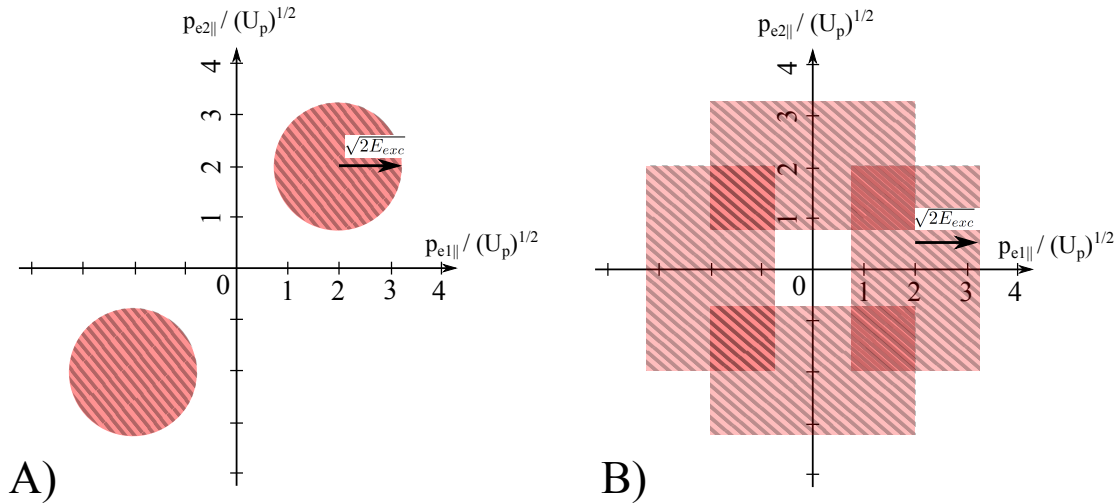 p_{e2||} / (U_p)^{1/2}
4
3
2
1
0
1 2 3 4
\sqrt{2E_{exc}}
p_{e1||} / (U_p)^{1/2}
A)
p_{e2||} / (U_p)^{1/2}
4
3
2
1
0
1 2 3 4
\sqrt{2E_{exc}}
p_{e1||} / (U_p)^{1/2}
B)